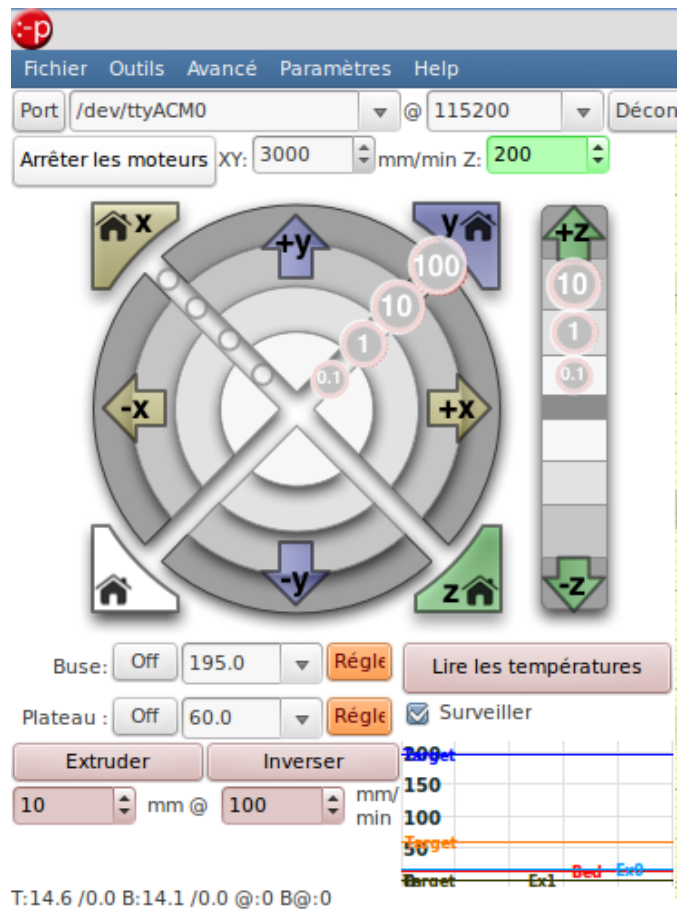 :-p
Fichier Outils Avancé Paramètres Help
Port /dev/ttyACM0 @ 115200 Décon
Arrêter les moteurs XY: 3000 mm/min Z: 200
x +y y +z
100 10
10
1 1
0.1 0.1
-x +x
-y z -z
Buse: Off 195.0 Régle Lire les températures
Plateau : Off 60.0 Régle Surveiller
Extruder Inverser
10 mm @ 100 mm/min
200 Target
150
100
50 Target
Target Ex1 Bed Ex0
T:14.6 /0.0 B:14.1 /0.0 @:0 B@:0